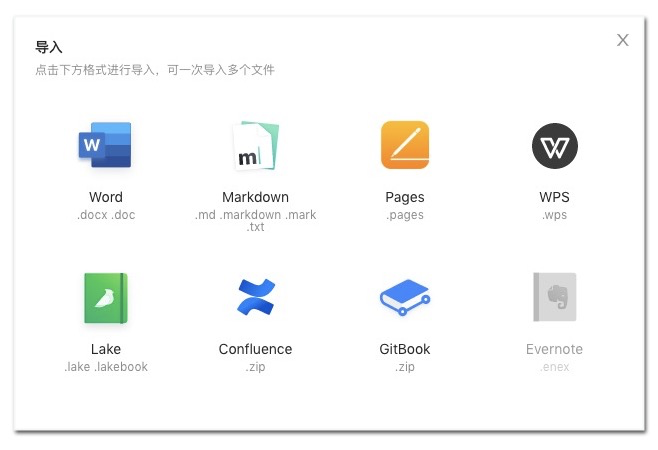 导入
X
点击下方格式进行导入，可一次导入多个文件
W
m
W
Word
Markdown
Pages
WPS
.docx .doc
.md .markdown .mark
.txt
.pages
.wps
Lake
Confluence
GitBook
Evernote
.lake .lakebook
.zip
.zip
.enex